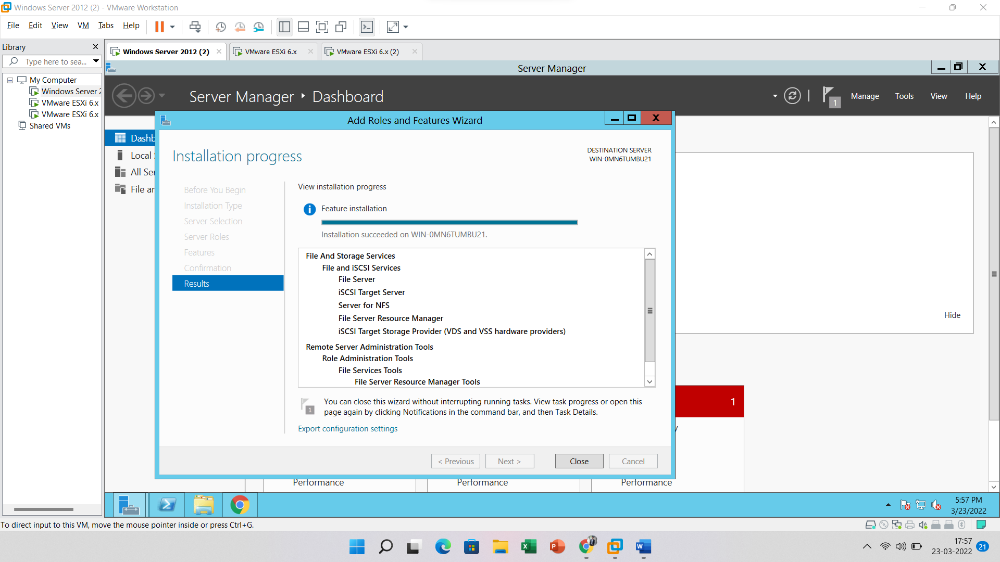 Windows Server 2012 (2) - VMware Workstation
File Edit View VM Tabs Help
Library
Type here to sea...
My Computer
Windows Server 2
VMware ESXi 6.x
VMware ESXi 6.x
Shared VMs
Windows Server 2012 (2)
VMware ESXi 6.x
VMware ESXi 6.x (2)
Server Manager
Server Manager
Dashboard
1
Manage Tools View Help
Dashb
Local
All Ser
File an
Add Roles and Features Wizard
Installation progress
DESTINATION SERVER
WIN-0MN6TUMBU21
Before You Begin
Installation Type
Server Selection
Server Roles
Features
Confirmation
Results
View installation progress
Feature installation
Installation succeeded on WIN-0MN6TUMBU21.
File And Storage Services
File and iSCSI Services
File Server
iSCSI Target Server
Server for NFS
File Server Resource Manager
iSCSI Target Storage Provider (VDS and VSS hardware providers)
Remote Server Administration Tools
Role Administration Tools
File Services Tools
File Server Resource Manager Tools
1
You can close this wizard without interrupting running tasks. View task progress or open this
page again by clicking Notifications in the command bar, and then Task Details.
Export configuration settings
< Previous
Next >
Close
Cancel
Hide
1
y
Performance
Performance
Performance
5:57 PM
3/23/2022
To direct input to this VM, move the mouse pointer inside or press Ctrl+G.
17:57
23-03-2022
21